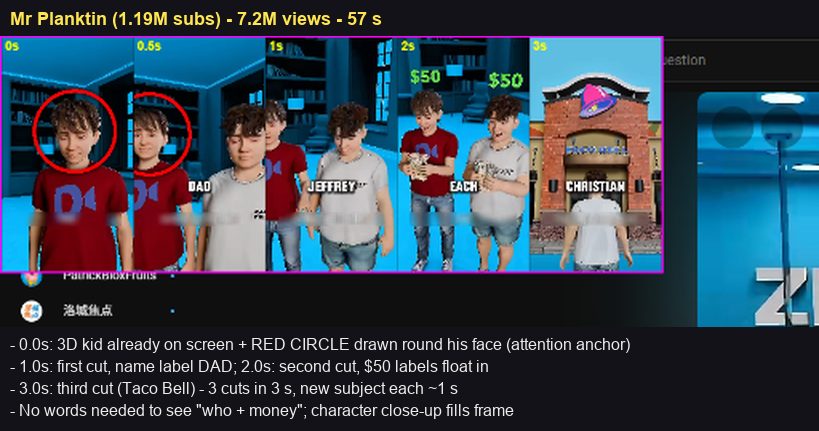 Mr Planktin (1.19M subs) - 7.2M views - 57 s
0s
0.5s
1s
2s
3s
$50
$50
DAD
JEFFREY
EACH
CHRISTIAN
PatrickBloxFruits
洛城焦点
- 0.0s: 3D kid already on screen + RED CIRCLE drawn round his face (attention anchor)
- 1.0s: first cut, name label DAD; 2.0s: second cut, $50 labels float in
- 3.0s: third cut (Taco Bell) - 3 cuts in 3 s, new subject each ~1 s
- No words needed to see "who + money"; character close-up fills frame